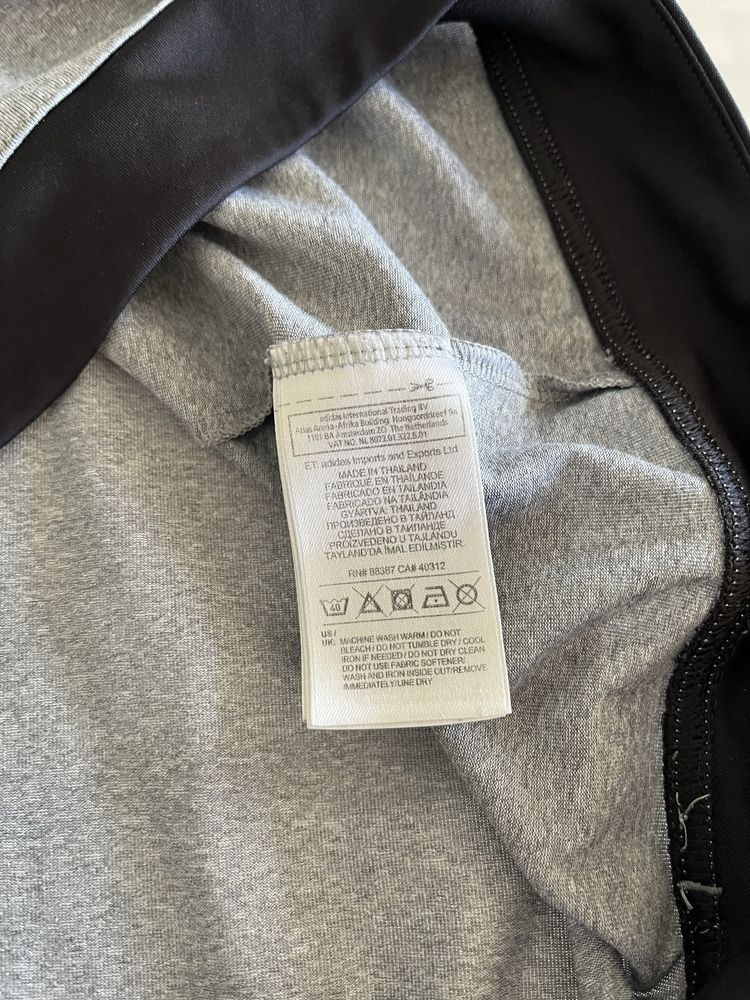 adidas International Trading BV
Atlas Arena -Afrika Building Hoogoorddreef 9a
1101 BA Amsterdam ZO The Netherlands
VAT NO. NL 8073.01.322.B.01
ET: adidas Imports and Exports Ltd
MADE IN THAILAND
FABRIQUÉ EN THAÏLANDE
FABRICADO EN TAILANDIA
FABRICADO NA TAILÂNDIA
GYÁRTVA: THAILAND
ПРОИЗВЕДЕНО В ТАЙЛАНД
СДЕЛАНО В ТАИЛАНДЕ
PROIZVEDENO U TAJLANDU
TAYLAND'DA İMAL EDİLMİŞTİR.
RN# 88387 CA# 40312
40
US /
UK: MACHINE WASH WARM / DO NOT
BLEACH / DO NOT TUMBLE DRY / COOL
IRON IF NEEDED / DO NOT DRY CLEAN
DO NOT USE FABRIC SOFTENER/
WASH AND IRON INSIDE OUT/REMOVE
IMMEDIATELY/LINE DRY